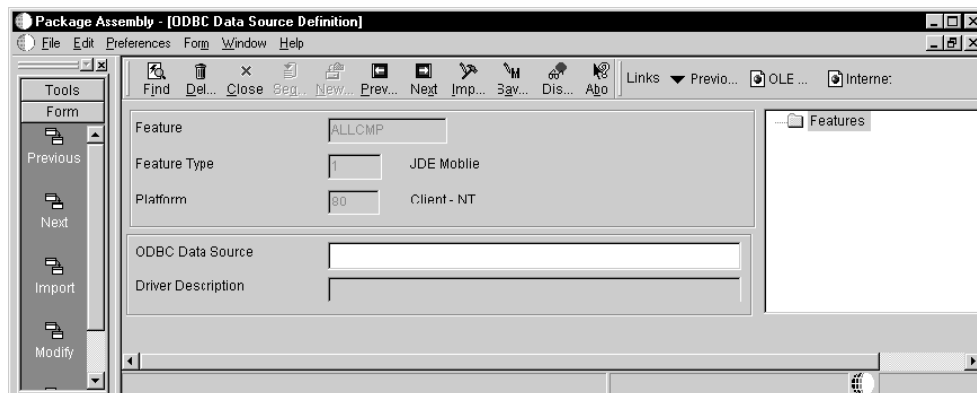 Package Assembly - [ODBC Data Source Definition]
File Edit Preferences Form Window Help
Find Del... Close Seq.. New... Prev... Next Imp... Sav... Dis... Abo Links Previo... OLE ... Interne:
Tools
Form
Previous
Next
Import
Modify
Feature ALLCMP
Feature Type 1 JDE Moblie
Platform 80 Client - NT
ODBC Data Source
Driver Description
Features